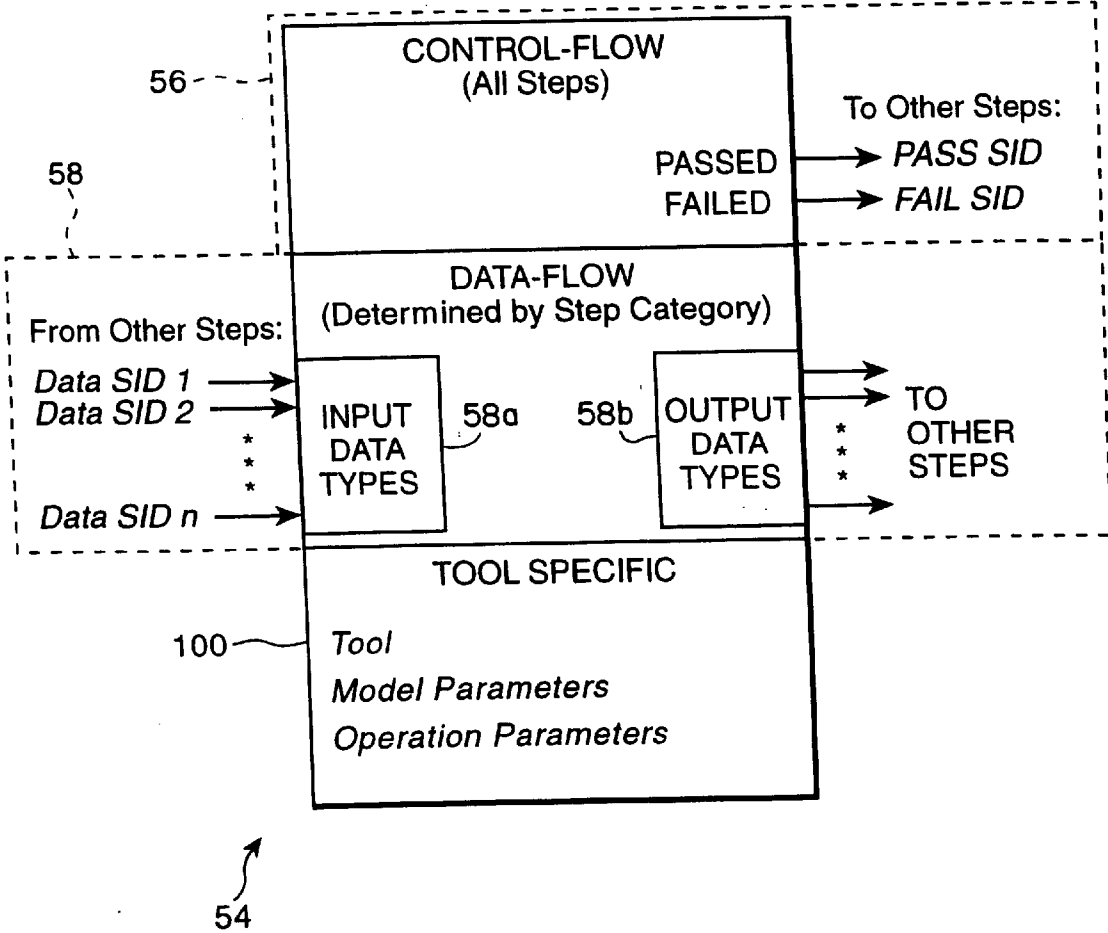 CONTROL-FLOW
(All Steps)
56
To Other Steps:
PASSED
PASS SID
FAILED
FAIL SID
58
DATA-FLOW
(Determined by Step Category)
From Other Steps:
Data SID 1
Data SID 2
*
*
*
Data SID n
INPUT
DATA
TYPES
58a
58b
OUTPUT
DATA
TYPES
*
*
*
TO
OTHER
STEPS
TOOL SPECIFIC
100
Tool
Model Parameters
Operation Parameters
54